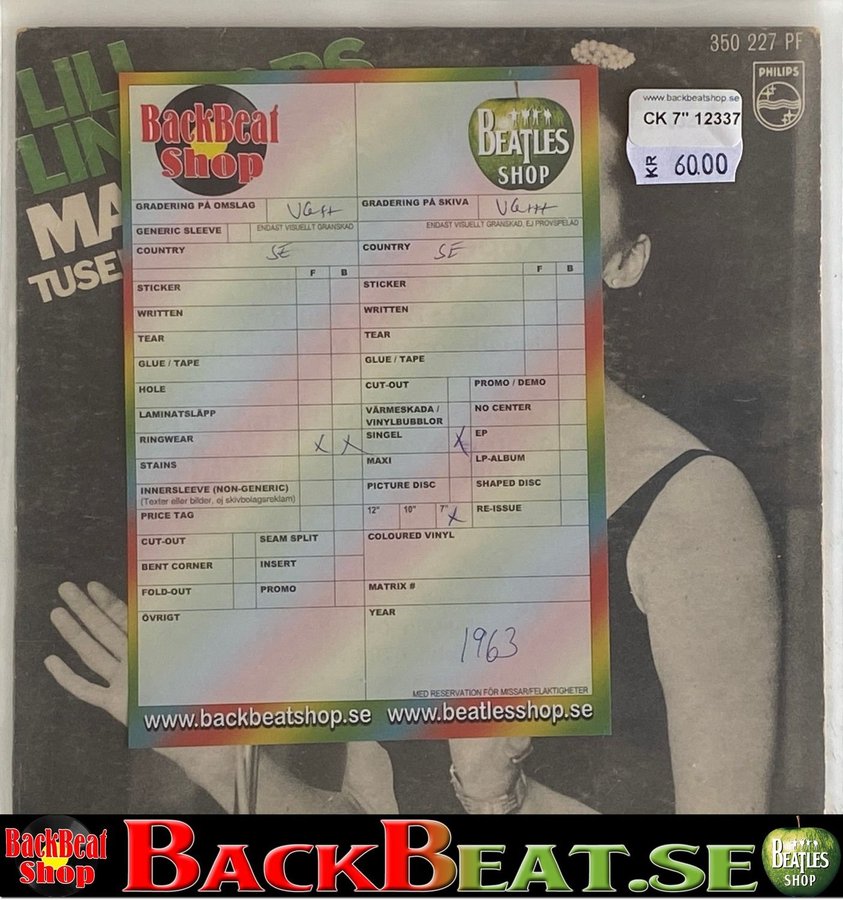 350 227 PF
PHILIPS
LILL
LIN
MA
TUSE
www.backbeatshop.se
CK 7" 12337
KR 60.00
BackBeat
Shop
BEATLES
SHOP
GRADERING PÅ OMSLAG VG++
GRADERING PÅ SKIVA VG+++
GENERIC SLEEVE
ENDAST VISUELLT GRANSKAD
ENDAST VISUELLT GRANSKAD, EJ PROVSPELAD
COUNTRY SE
COUNTRY SE
F B
F B
STICKER
STICKER
WRITTEN
WRITTEN
TEAR
TEAR
GLUE / TAPE
GLUE / TAPE
HOLE
CUT-OUT
PROMO / DEMO
LAMINATSLÄPP
VÄRMESKADA /
VINYLBUBBLOR
NO CENTER
RINGWEAR X X
SINGEL X
EP
STAINS
MAXI
LP-ALBUM
INNERSLEEVE (NON-GENERIC)
(Texter eller bilder, ej skivbolagsreklam)
PICTURE DISC
SHAPED DISC
PRICE TAG
12" 10" 7" X
RE-ISSUE
CUT-OUT
SEAM SPLIT
COLOURED VINYL
BENT CORNER
INSERT
FOLD-OUT
PROMO
MATRIX #
ÖVRIGT
YEAR
1963
MED RESERVATION FÖR MISSAR/FELAKTIGHETER
www.backbeatshop.se www.beatlesshop.se
BackBeat
Shop
BACKBEAT.SE
BEATLES
SHOP